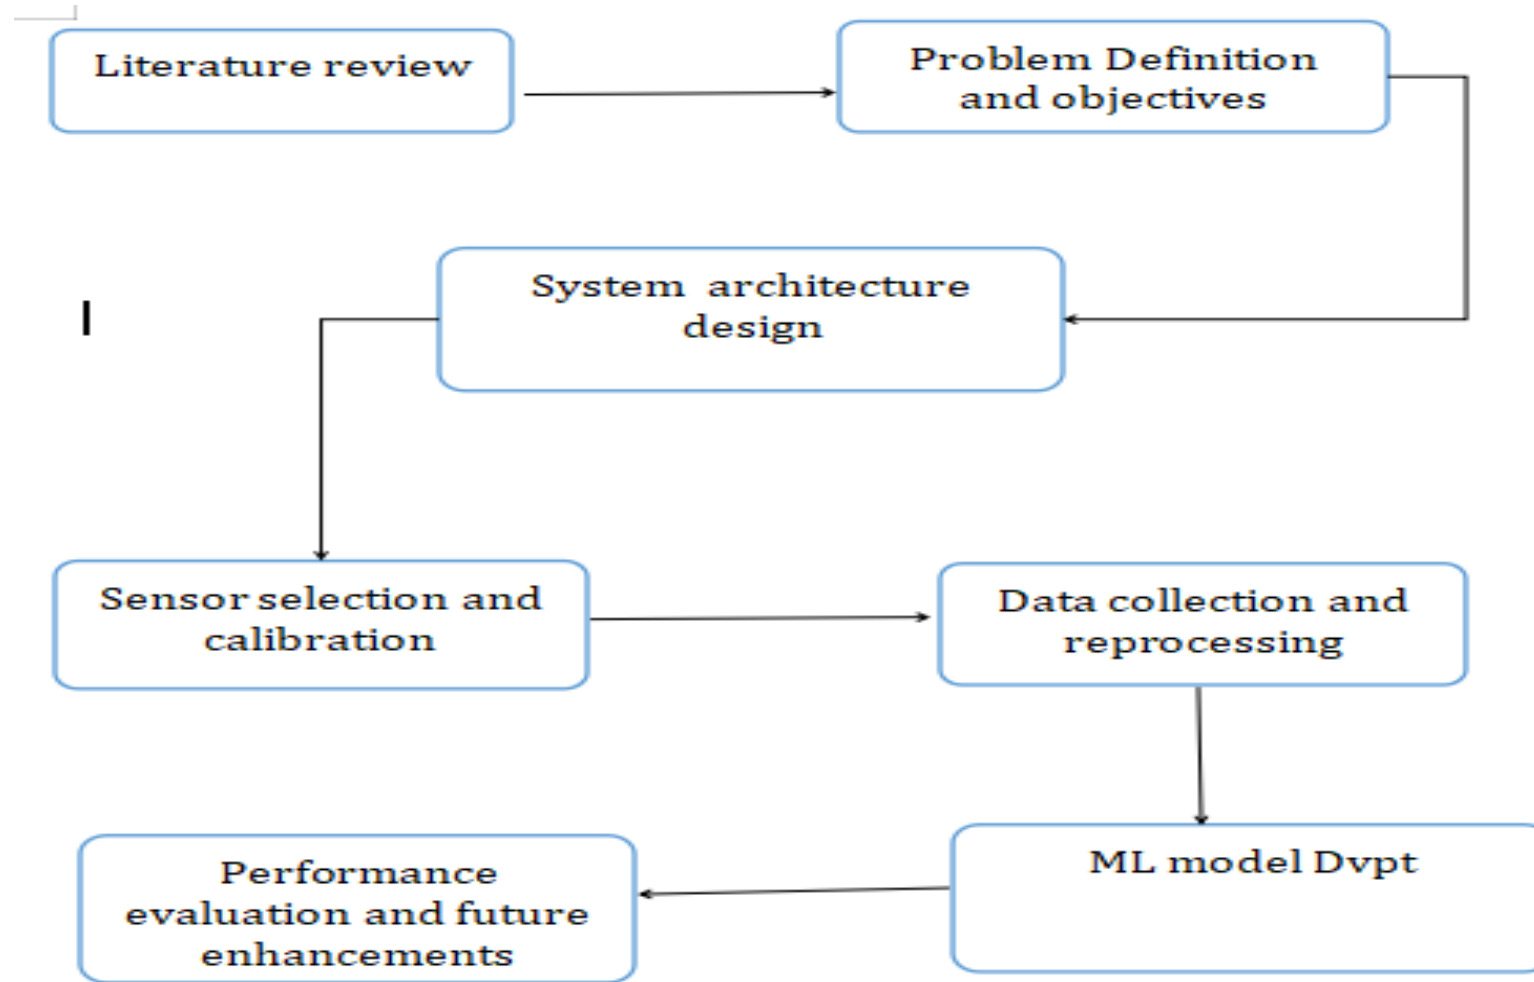 Literature review
Problem Definition
and objectives
System architecture
design
Sensor selection and
calibration
Data collection and
reprocessing
ML model Dvpt
Performance
evaluation and future
enhancements